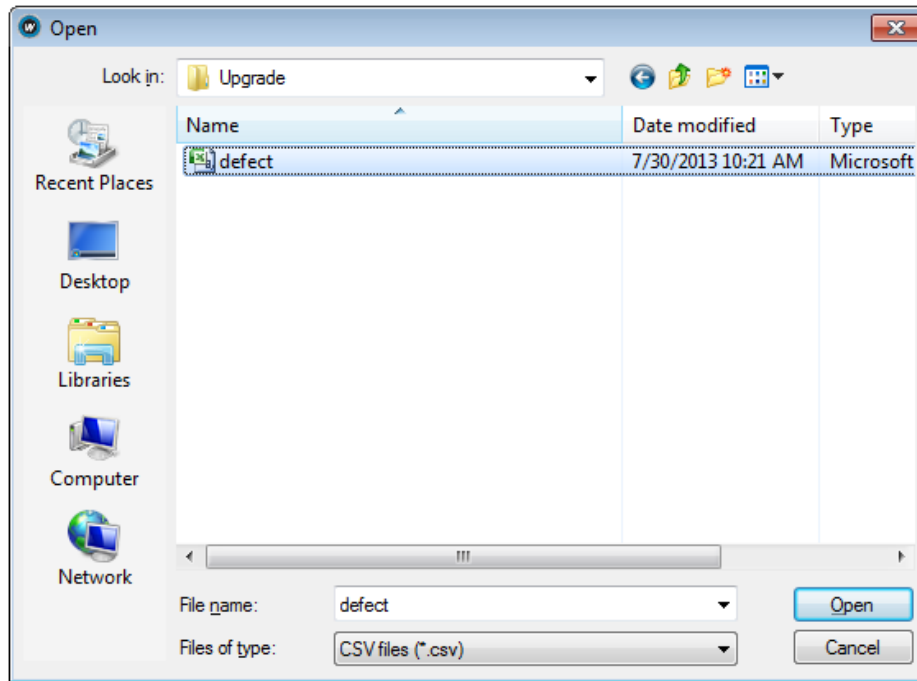 Open
Look in: Upgrade
Name Date modified Type
defect 7/30/2013 10:21 AM Microsoft
Recent Places
Desktop
Libraries
Computer
Network
File name: defect Open
Files of type: CSV files (*.csv) Cancel